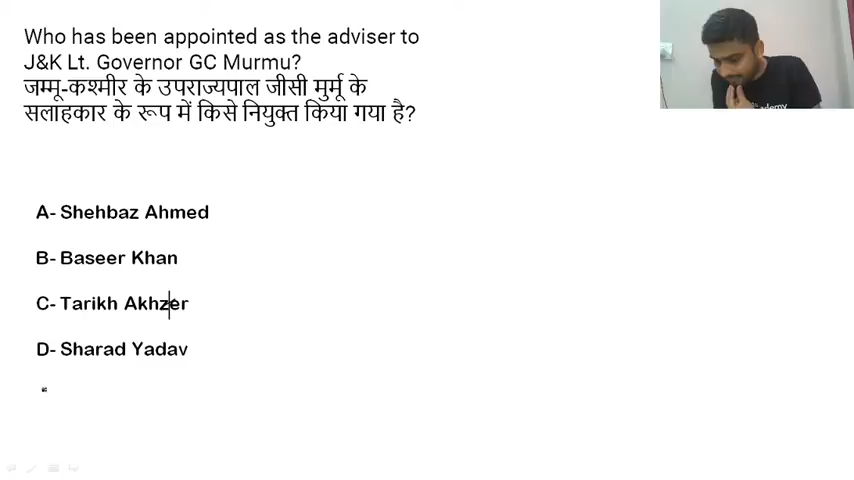 Who has been appointed as the adviser to
J&K Lt. Governor GC Murmu?
जम्मू-कश्मीर के उपराज्यपाल जीसी मुर्मू के
सलाहकार के रूप में किसे नियुक्त किया गया है?
A- Shehbaz Ahmed
B- Baseer Khan
C- Tarikh Akhzer
D- Sharad Yadav